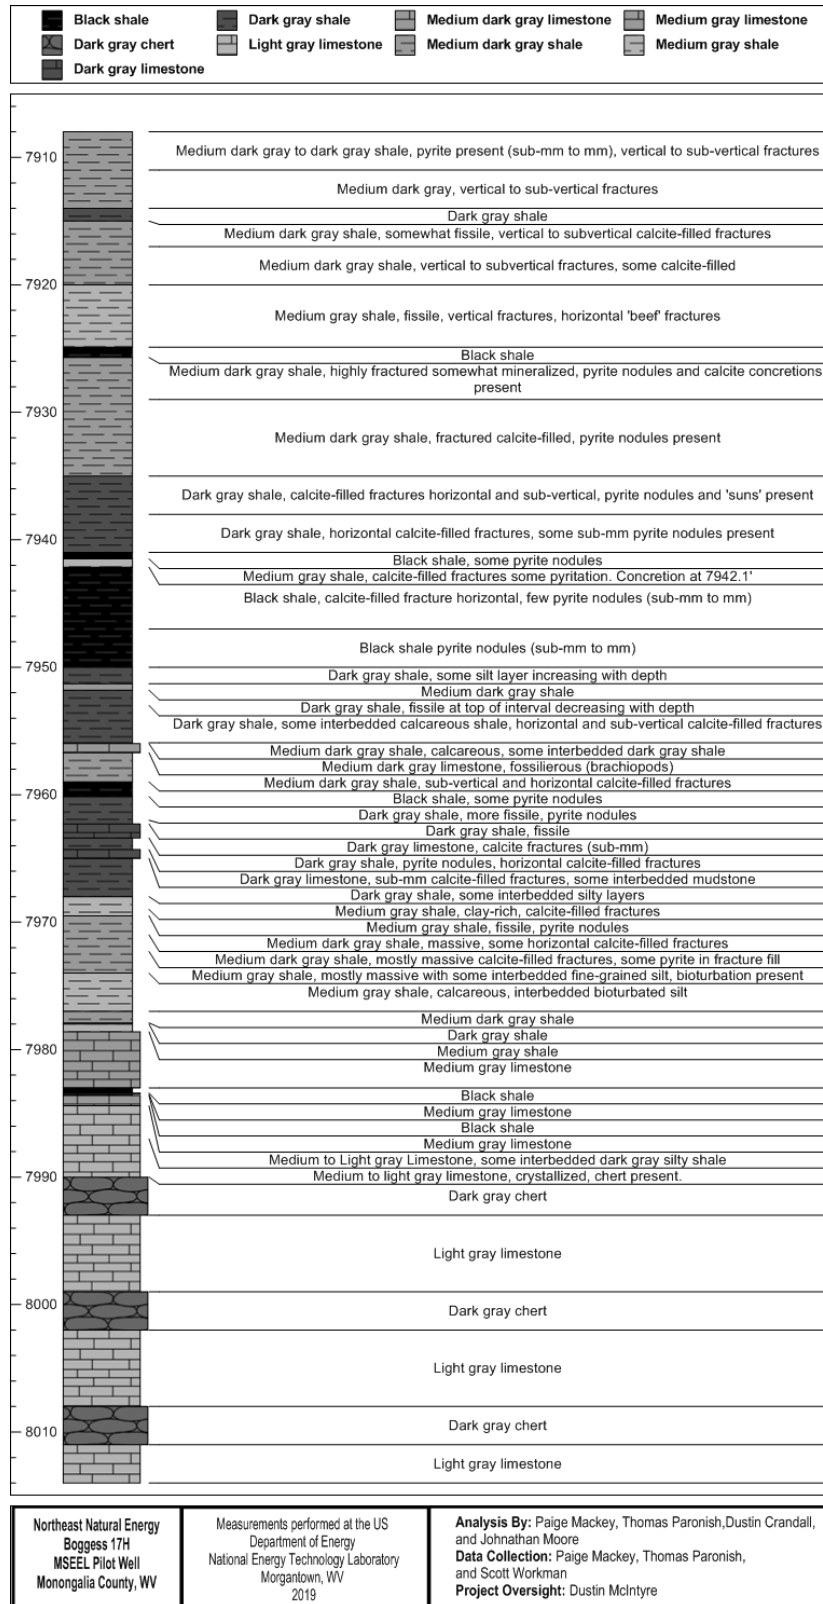 Black shale
Dark gray shale
Medium dark gray limestone
Medium gray limestone
Dark gray chert
Light gray limestone
Medium dark gray shale
Medium gray shale
Dark gray limestone
7910
7920
7930
7940
7950
7960
7970
7980
7990
8000
8010
Medium dark gray to dark gray shale, pyrite present (sub-mm to mm), vertical to sub-vertical fractures
Medium dark gray, vertical to sub-vertical fractures
Dark gray shale
Medium dark gray shale, somewhat fissile, vertical to subvertical calcite-filled fractures
Medium dark gray shale, vertical to subvertical fractures, some calcite-filled
Medium gray shale, fissile, vertical fractures, horizontal 'beef' fractures
Black shale
Medium dark gray shale, highly fractured somewhat mineralized, pyrite nodules and calcite concretions
present
Medium dark gray shale, fractured calcite-filled, pyrite nodules present
Dark gray shale, calcite-filled fractures horizontal and sub-vertical, pyrite nodules and 'suns' present
Dark gray shale, horizontal calcite-filled fractures, some sub-mm pyrite nodules present
Black shale, some pyrite nodules
Medium gray shale, calcite-filled fractures some pyritation. Concretion at 7942.1'
Black shale, calcite-filled fracture horizontal, few pyrite nodules (sub-mm to mm)
Black shale pyrite nodules (sub-mm to mm)
Dark gray shale, some silt layer increasing with depth
Medium dark gray shale
Dark gray shale, fissile at top of interval decreasing with depth
Dark gray shale, some interbedded calcareous shale, horizontal and sub-vertical calcite-filled fractures
Medium dark gray shale, calcareous, some interbedded dark gray shale
Medium dark gray limestone, fossilierous (brachiopods)
Medium dark gray shale, sub-vertical and horizontal calcite-filled fractures
Black shale, some pyrite nodules
Dark gray shale, more fissile, pyrite nodules
Dark gray shale, fissile
Dark gray limestone, calcite fractures (sub-mm)
Dark gray shale, pyrite nodules, horizontal calcite-filled fractures
Dark gray limestone, sub-mm calcite-filled fractures, some interbedded mudstone
Dark gray shale, some interbedded silty layers
Medium gray shale, clay-rich, calcite-filled fractures
Medium gray shale, fissile, pyrite nodules
Medium dark gray shale, massive, some horizontal calcite-filled fractures
Medium dark gray shale, mostly massive calcite-filled fractures, some pyrite in fracture fill
Medium gray shale, mostly massive with some interbedded fine-grained silt, bioturbation present
Medium gray shale, calcareous, interbedded bioturbated silt
Medium dark gray shale
Dark gray shale
Medium gray shale
Medium gray limestone
Black shale
Medium gray limestone
Black shale
Medium gray limestone
Medium to Light gray Limestone, some interbedded dark gray silty shale
Medium to light gray limestone, crystallized, chert present.
Dark gray chert
Light gray limestone
Dark gray chert
Light gray limestone
Dark gray chert
Light gray limestone
Northeast Natural Energy
Boggess 17H
MSEEL Pilot Well
Monongalia County, WV
Measurements performed at the US
Department of Energy
National Energy Technology Laboratory
Morgantown, WV
2019
Analysis By: Paige Mackey, Thomas Paronish,Dustin Crandall,
and Johnathan Moore
Data Collection: Paige Mackey, Thomas Paronish,
and Scott Workman
Project Oversight: Dustin McIntyre